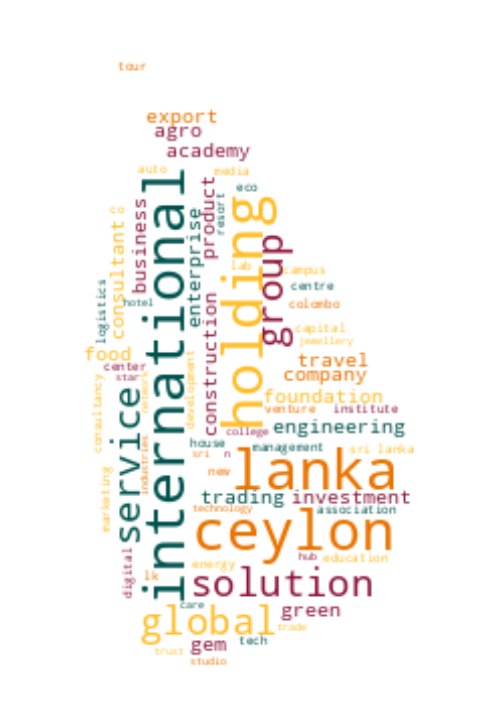 tour
export
agro
academy
auto
media
international
product
eco
business
co
consultant
enterprise
resort
holding
group
lab
campus
logistics
hotel
centre
colombo
construction
capital
jewellery
food
center
star
network
development
travel
company
consultancy
service
foundation
venture
institute
college
engineering
house
management
sri
n
sri lanka
industries
new
lanka
marketing
trading
investment
technology
association
ceylon
digital
hub
education
energy
lk
solution
care
green
global
trade
gem
tech
trust
studio